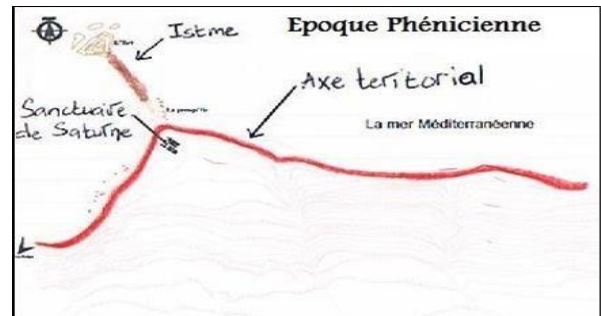 Epoque Phénicienne
Istme
Axe teritorial
Sanctuaire
de Saturne
La mer Méditerranéenne